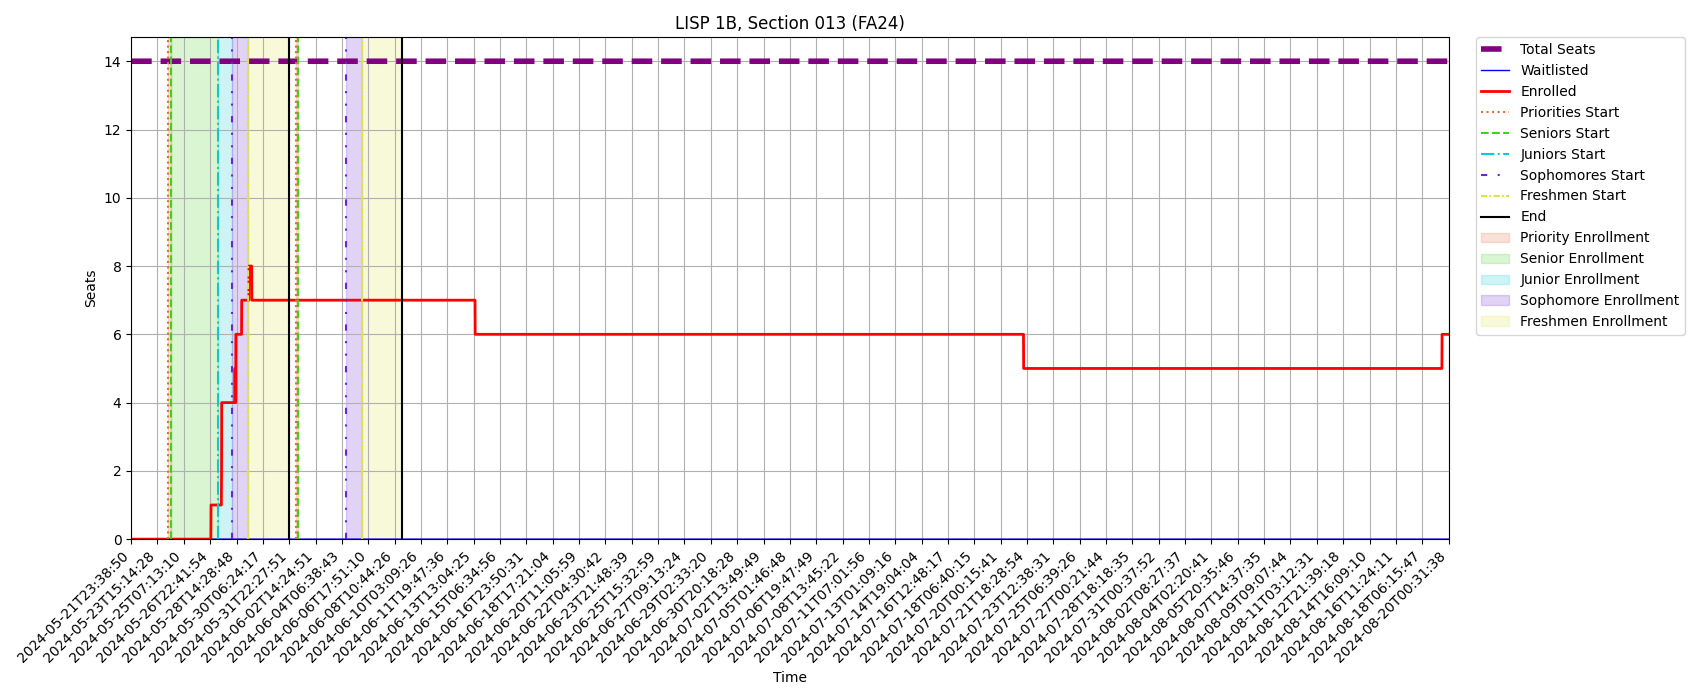 LISP 1B, Section 013 (FA24)
Seats
14
12
10
8
6
4
2
0
2024-05-21T23:38:50
2024-05-23T15:14:28
2024-05-25T07:13:10
2024-05-26T22:41:54
2024-05-28T14:28:48
2024-05-30T06:24:17
2024-05-31T22:27:51
2024-06-02T14:24:51
2024-06-04T06:38:43
2024-06-06T17:51:10
2024-06-08T10:44:26
2024-06-10T03:09:26
2024-06-11T19:47:36
2024-06-13T13:04:25
2024-06-15T06:34:56
2024-06-16T23:50:31
2024-06-18T17:21:04
2024-06-20T11:05:59
2024-06-22T04:30:42
2024-06-23T21:48:39
2024-06-25T15:32:59
2024-06-27T09:13:24
2024-06-29T02:33:20
2024-06-30T20:18:28
2024-07-02T13:49:49
2024-07-05T01:46:48
2024-07-06T19:47:49
2024-07-08T13:45:22
2024-07-11T07:01:56
2024-07-13T01:09:16
2024-07-14T19:04:04
2024-07-16T12:48:17
2024-07-18T06:40:15
2024-07-20T00:15:41
2024-07-21T18:28:54
2024-07-23T12:38:31
2024-07-25T06:39:26
2024-07-27T00:21:44
2024-07-28T18:18:35
2024-07-31T00:37:52
2024-08-02T08:27:37
2024-08-04T02:20:41
2024-08-05T20:35:46
2024-08-07T14:37:35
2024-08-09T09:07:44
2024-08-11T03:12:31
2024-08-12T21:39:18
2024-08-14T16:09:10
2024-08-16T11:24:11
2024-08-18T06:15:47
2024-08-20T00:31:38
Time
Total Seats
Waitlisted
Enrolled
Priorities Start
Seniors Start
Juniors Start
Sophomores Start
Freshmen Start
End
Priority Enrollment
Senior Enrollment
Junior Enrollment
Sophomore Enrollment
Freshmen Enrollment